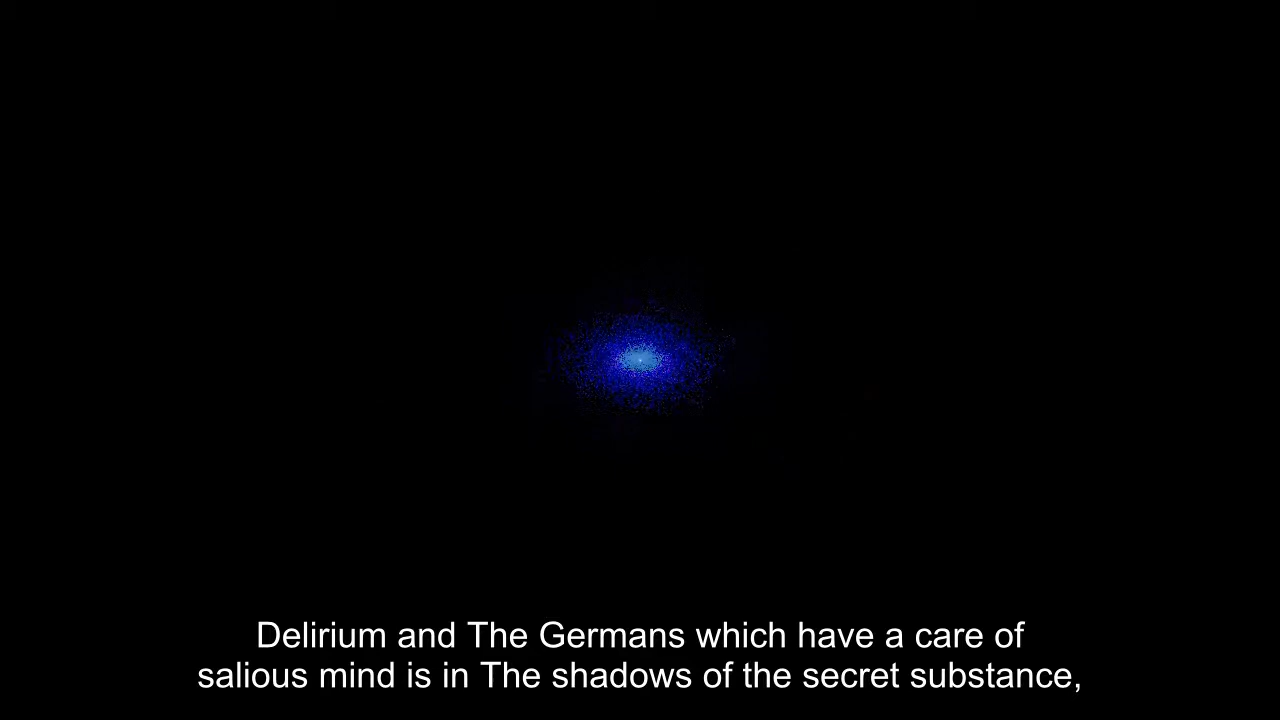 Delirium and The Germans which have a care of
salious mind is in The shadows of the secret substance,